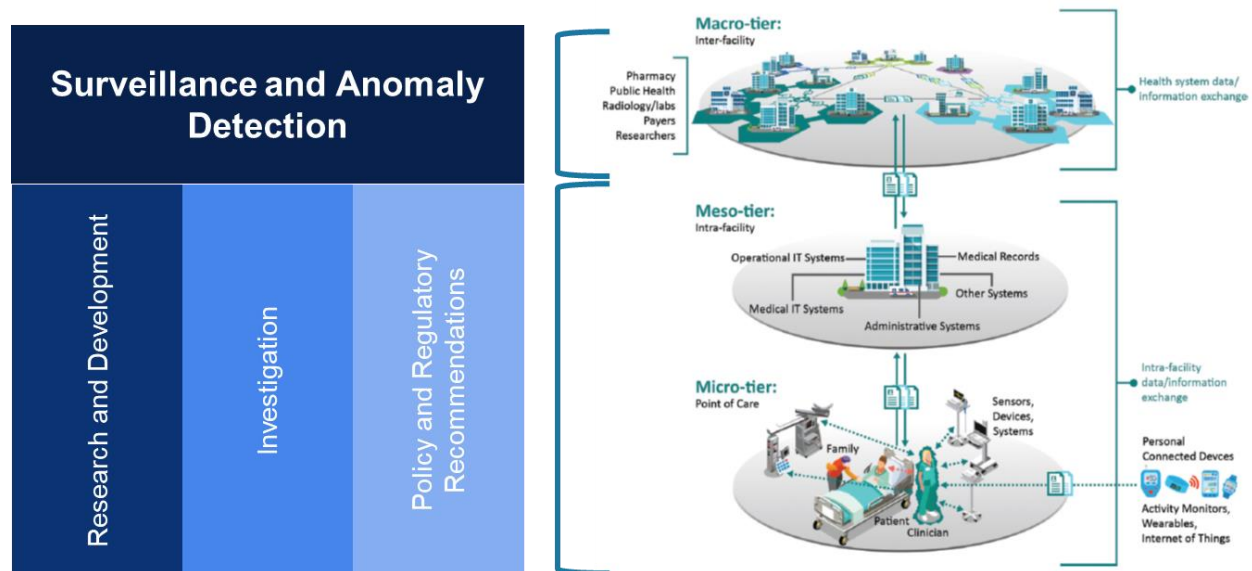 Surveillance and Anomaly
Detection
Research and Development
Investigation
Policy and Regulatory
Recommendations
Macro-tier:
Inter-facility
Pharmacy
Public Health
Radiology/labs
Payers
Researchers
Health system data/
information exchange
Meso-tier:
Intra-facility
Operational IT Systems
Medical Records
Medical IT Systems
Other Systems
Administrative Systems
Micro-tier:
Point of Care
Sensors,
Devices,
Systems
Family
Patient
Clinician
Intra-facility
data/information
exchange
Personal
Connected Devces
Activity Monitors,
Wearables,
Internet of Things